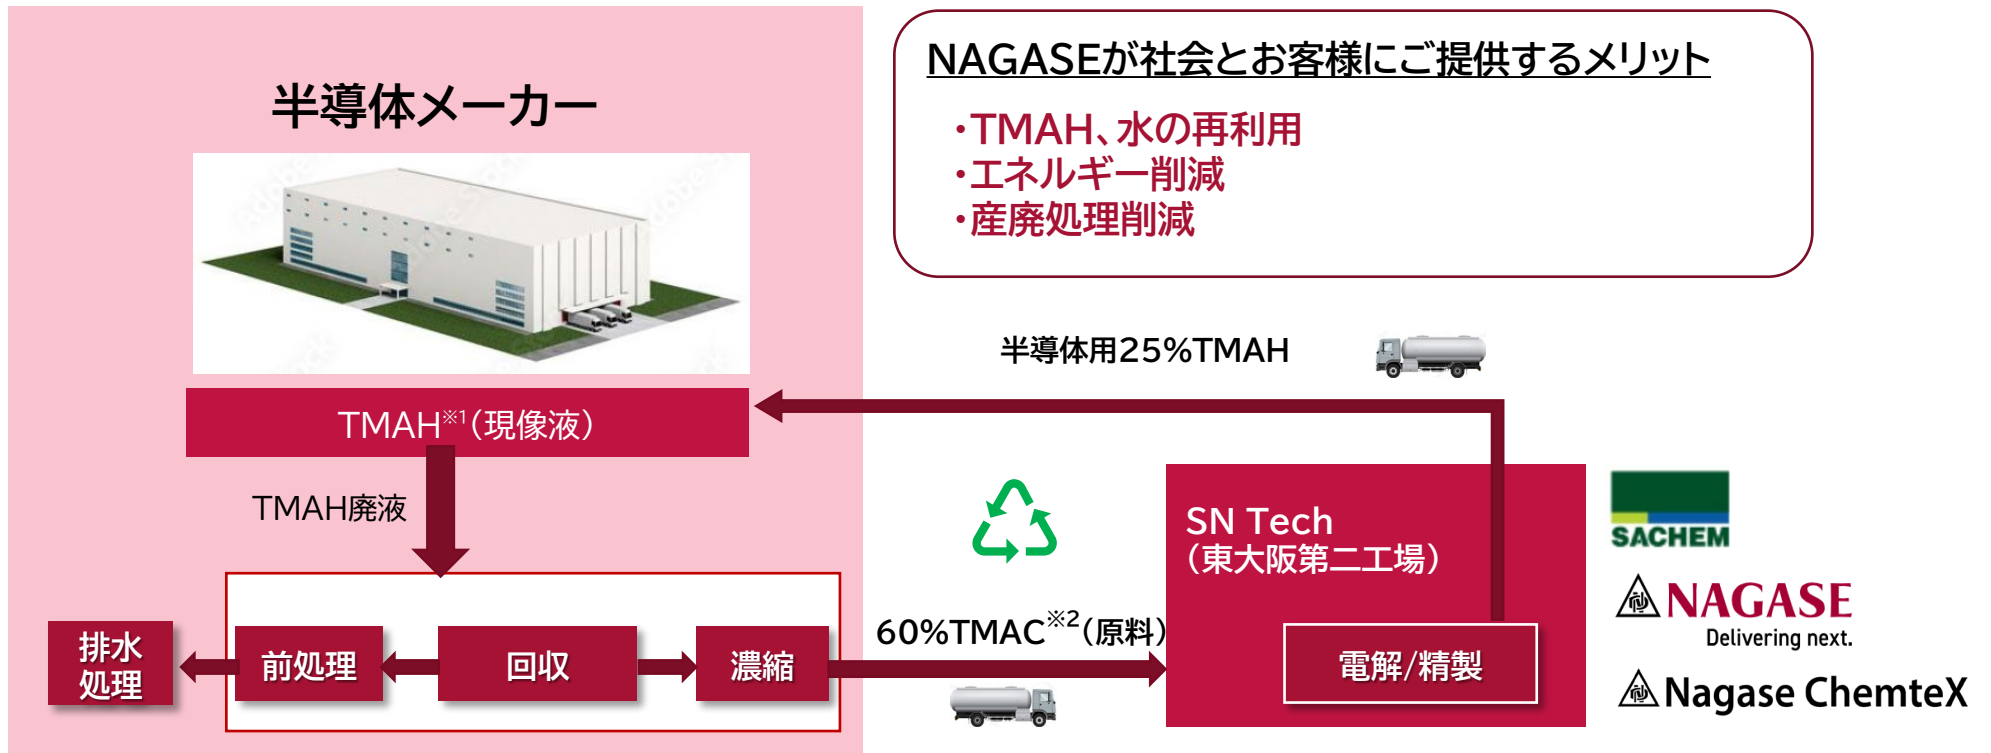 半導体メーカー
NAGASEが社会とお客様にご提供するメリット
・TMAH、水の再利用
・エネルギー削減
・産廃処理削減
半導体用25%TMAH
TMAH※1(現像液)
TMAH廃液
SN Tech
(東大阪第二工場)
SACHEM
NAGASE
Delivering next.
Nagase ChemteX
60%TMAC※2(原料)
排水
処理
前処理
回収
濃縮
電解/精製